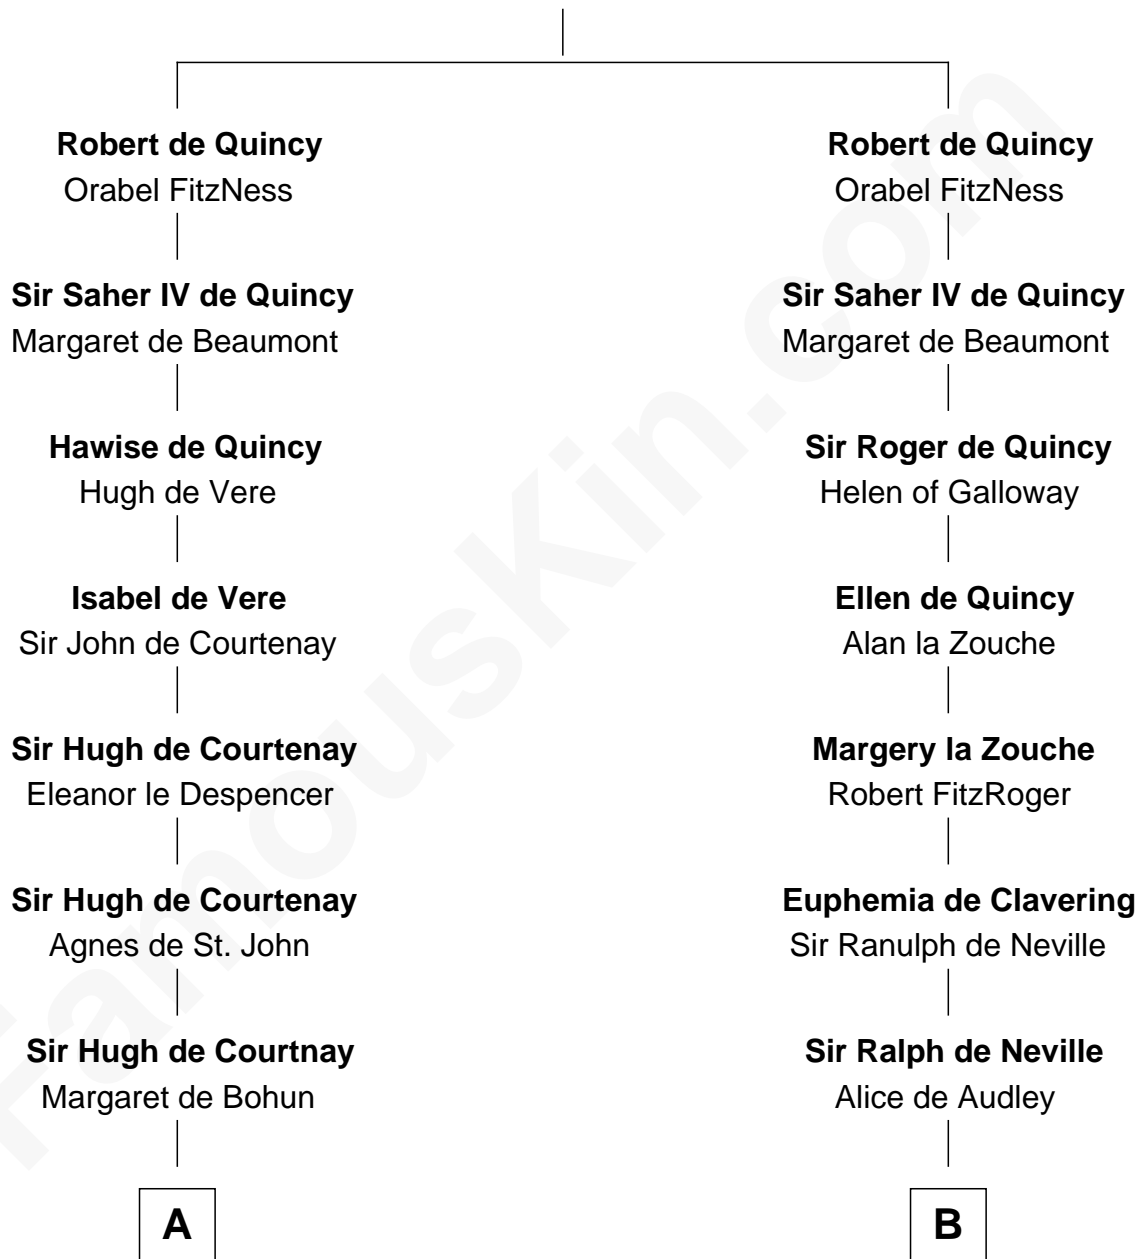 Robert de Quincy
Orabel FitzNess
Sir Saher IV de Quincy
Margaret de Beaumont
Hawise de Quincy
Hugh de Vere
Isabel de Vere
Sir John de Courtenay
Sir Hugh de Courtenay
Eleanor le Despencer
Sir Hugh de Courtenay
Agnes de St. John
Sir Hugh de Courtnay
Margaret de Bohun
A
Robert de Quincy
Orabel FitzNess
Sir Saher IV de Quincy
Margaret de Beaumont
Sir Roger de Quincy
Helen of Galloway
Ellen de Quincy
Alan la Zouche
Margery la Zouche
Robert FitzRoger
Euphemia de Clavering
Sir Ranulph de Neville
Sir Ralph de Neville
Alice de Audley
B
FamousKin.com